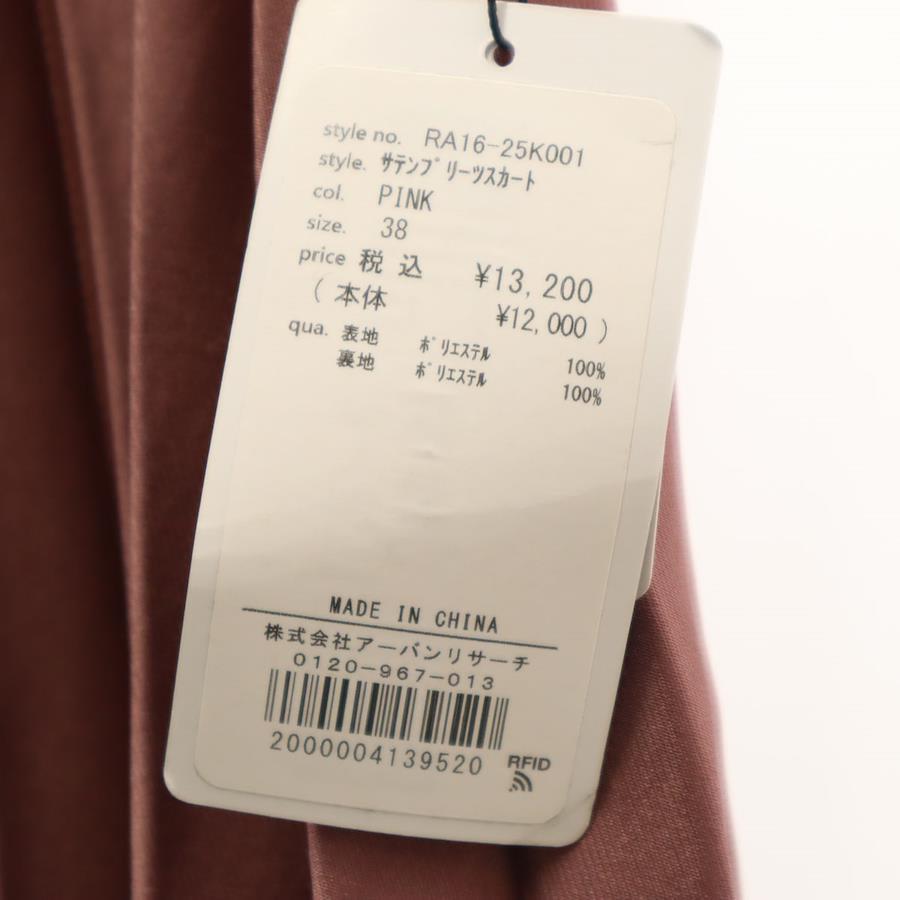 style no. RA16-25K001
style. ｻﾃﾝﾌﾟﾘｰﾂｽｶｰﾄ
col. PINK
size. 38
price 税込 ¥13,200
(本体 ¥12,000)
qua. 表地 ﾎﾟﾘｴｽﾃﾙ 100%
裏地 ﾎﾟﾘｴｽﾃﾙ 100%
MADE IN CHINA
株式会社アーバンリサーチ
0120-967-013
2000004139520
RFID